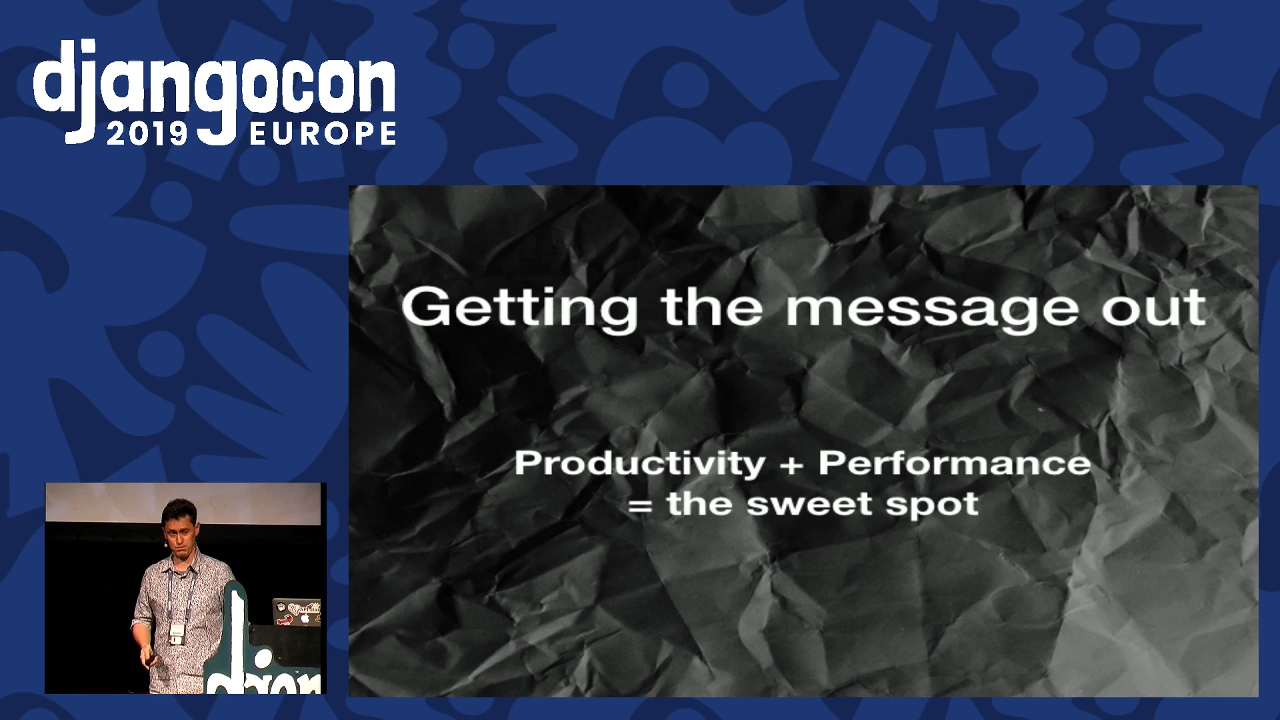 djangocon
2019 EUROPE
Getting the message out
Productivity + Performance
= the sweet spot